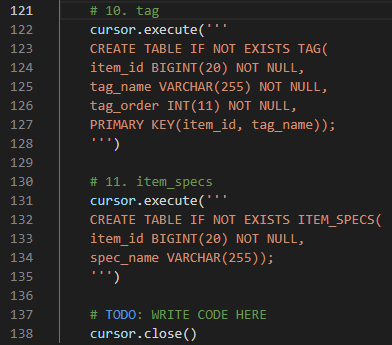 121 # 10. tag
122 cursor.execute('''
123 CREATE TABLE IF NOT EXISTS TAG(
124 item_id BIGINT(20) NOT NULL,
125 tag_name VARCHAR(255) NOT NULL,
126 tag_order INT(11) NOT NULL,
127 PRIMARY KEY(item_id, tag_name));
128 ''')
129
130 # 11. item_specs
131 cursor.execute('''
132 CREATE TABLE IF NOT EXISTS ITEM_SPECS(
133 item_id BIGINT(20) NOT NULL,
134 spec_name VARCHAR(255));
135 ''')
136
137 # TODO: WRITE CODE HERE
138 cursor.close()